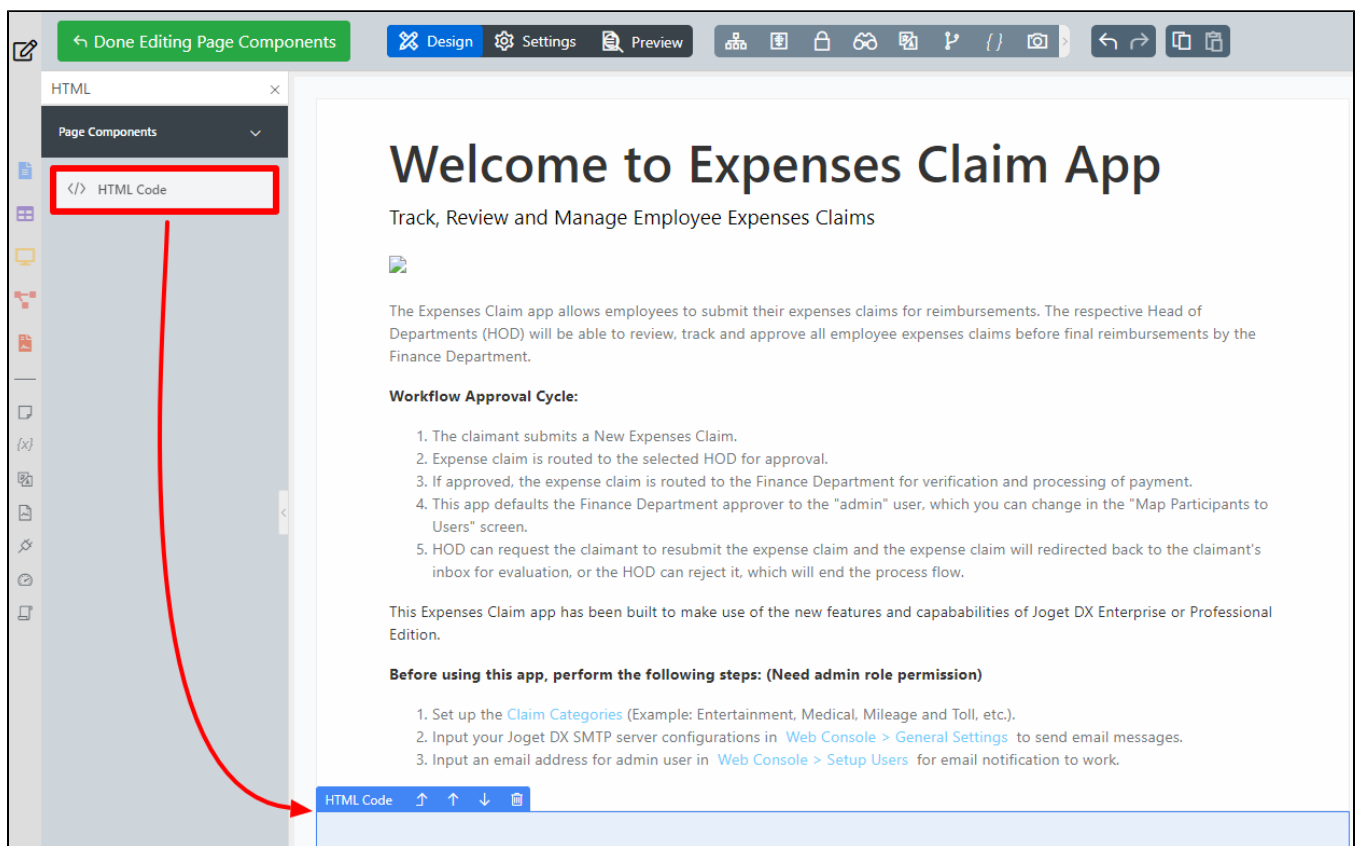 Done Editing Page Components
Design
Settings
Preview
{}
HTML
Page Components
</> HTML Code
{x}
Welcome to Expenses Claim App
Track, Review and Manage Employee Expenses Claims
The Expenses Claim app allows employees to submit their expenses claims for reimbursements. The respective Head of
Departments (HOD) will be able to review, track and approve all employee expenses claims before final reimbursements by the
Finance Department.
Workflow Approval Cycle:
1. The claimant submits a New Expenses Claim.
2. Expense claim is routed to the selected HOD for approval.
3. If approved, the expense claim is routed to the Finance Department for verification and processing of payment.
4. This app defaults the Finance Department approver to the "admin" user, which you can change in the "Map Participants to
Users" screen.
5. HOD can request the claimant to resubmit the expense claim and the expense claim will redirected back to the claimant's
inbox for evaluation, or the HOD can reject it, which will end the process flow.
This Expenses Claim app has been built to make use of the new features and capababilities of Joget DX Enterprise or Professional
Edition.
Before using this app, perform the following steps: (Need admin role permission)
1. Set up the Claim Categories (Example: Entertainment, Medical, Mileage and Toll, etc.).
2. Input your Joget DX SMTP server configurations in Web Console > General Settings to send email messages.
3. Input an email address for admin user in Web Console > Setup Users for email notification to work.
HTML Code